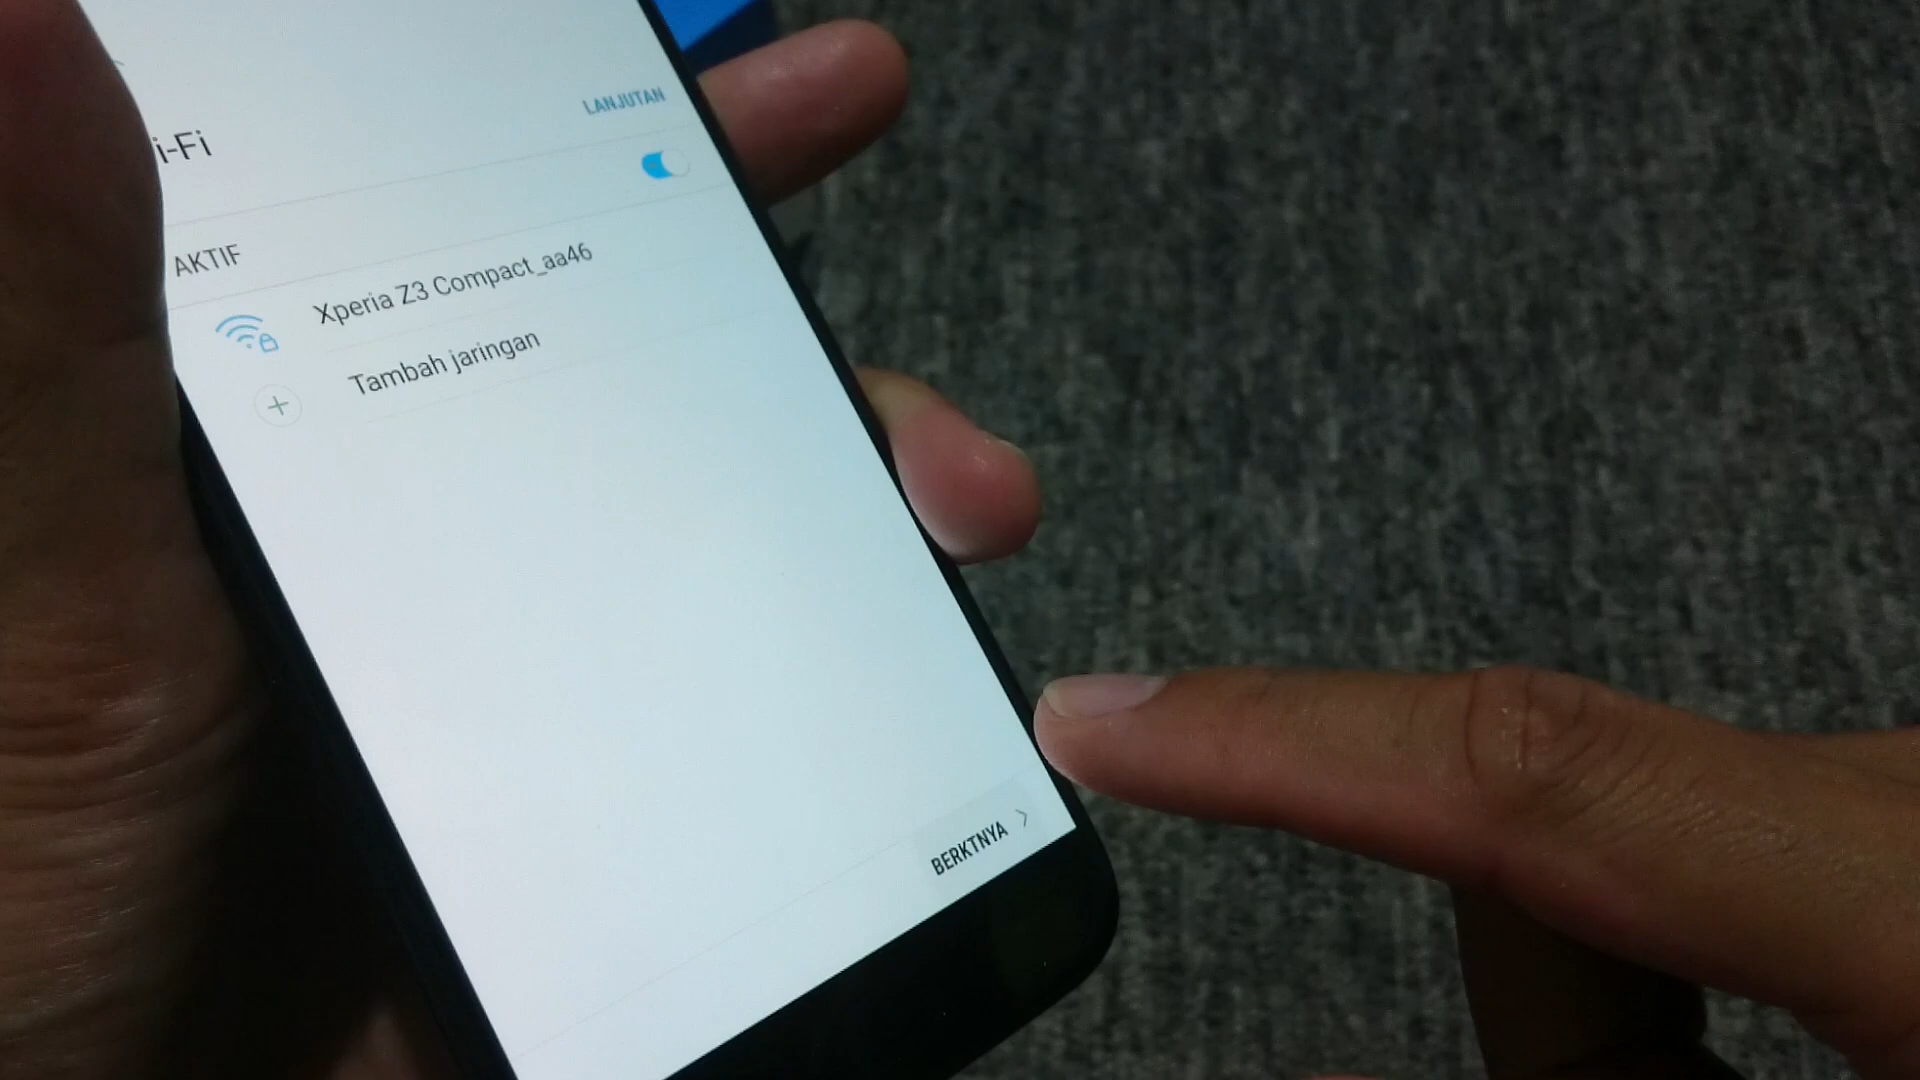 LANJUTAN
i-Fi
AKTIF
Xperia Z3 Compact_aa46
Tambah jaringan
BERKTNYA